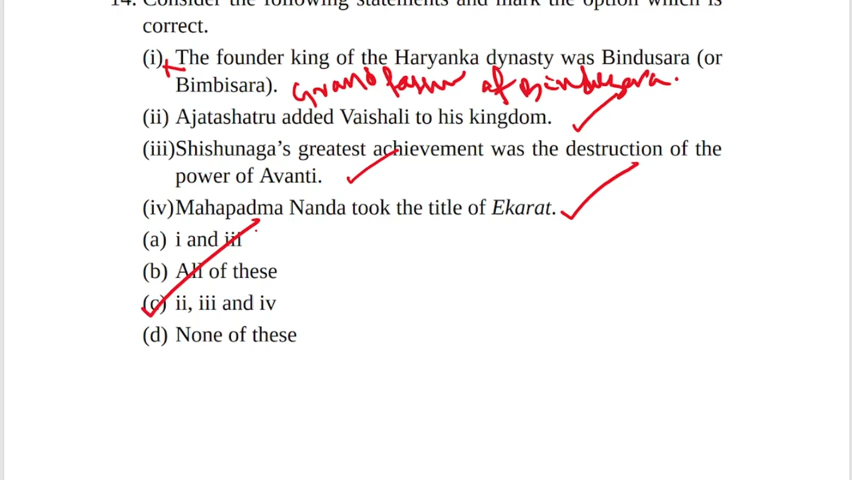 14. Consider the following statements and mark the option which is
correct.
(i) The founder king of the Haryanka dynasty was Bindusara (or
Bimbisara). of Bindusara.
(ii) Ajatashatru added Vaishali to his kingdom.
(iii)Shishunaga's greatest achievement was the destruction of the
power of Avanti.
(iv)Mahapadma Nanda took the title of Ekarat.
(a) i and iii
(b) All of these
(c) ii, iii and iv
(d) None of these